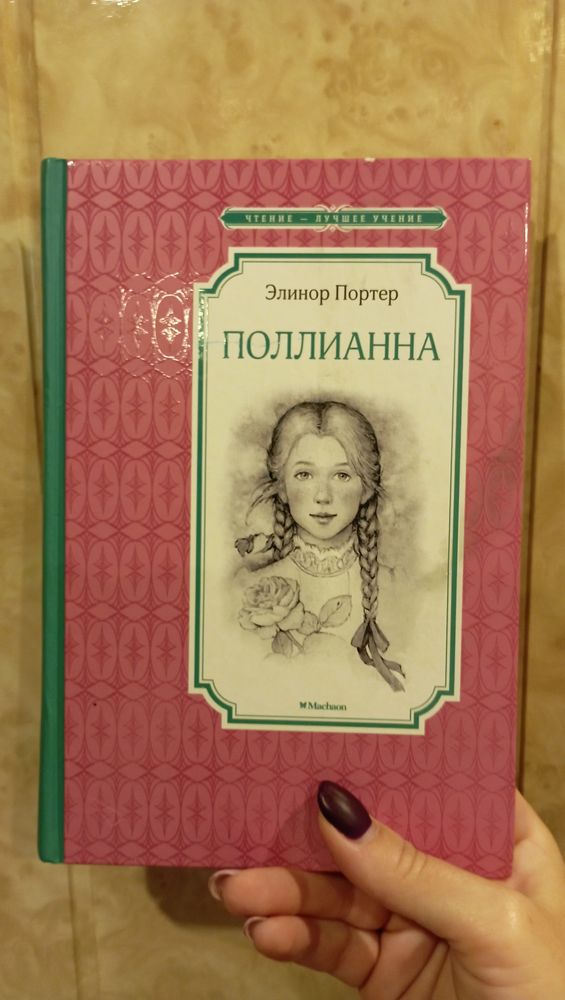 ЧТЕНИЕ – ЛУЧШЕЕ УЧЕНИЕ
Элинор Портер
ПОЛЛИАННА
Machaon